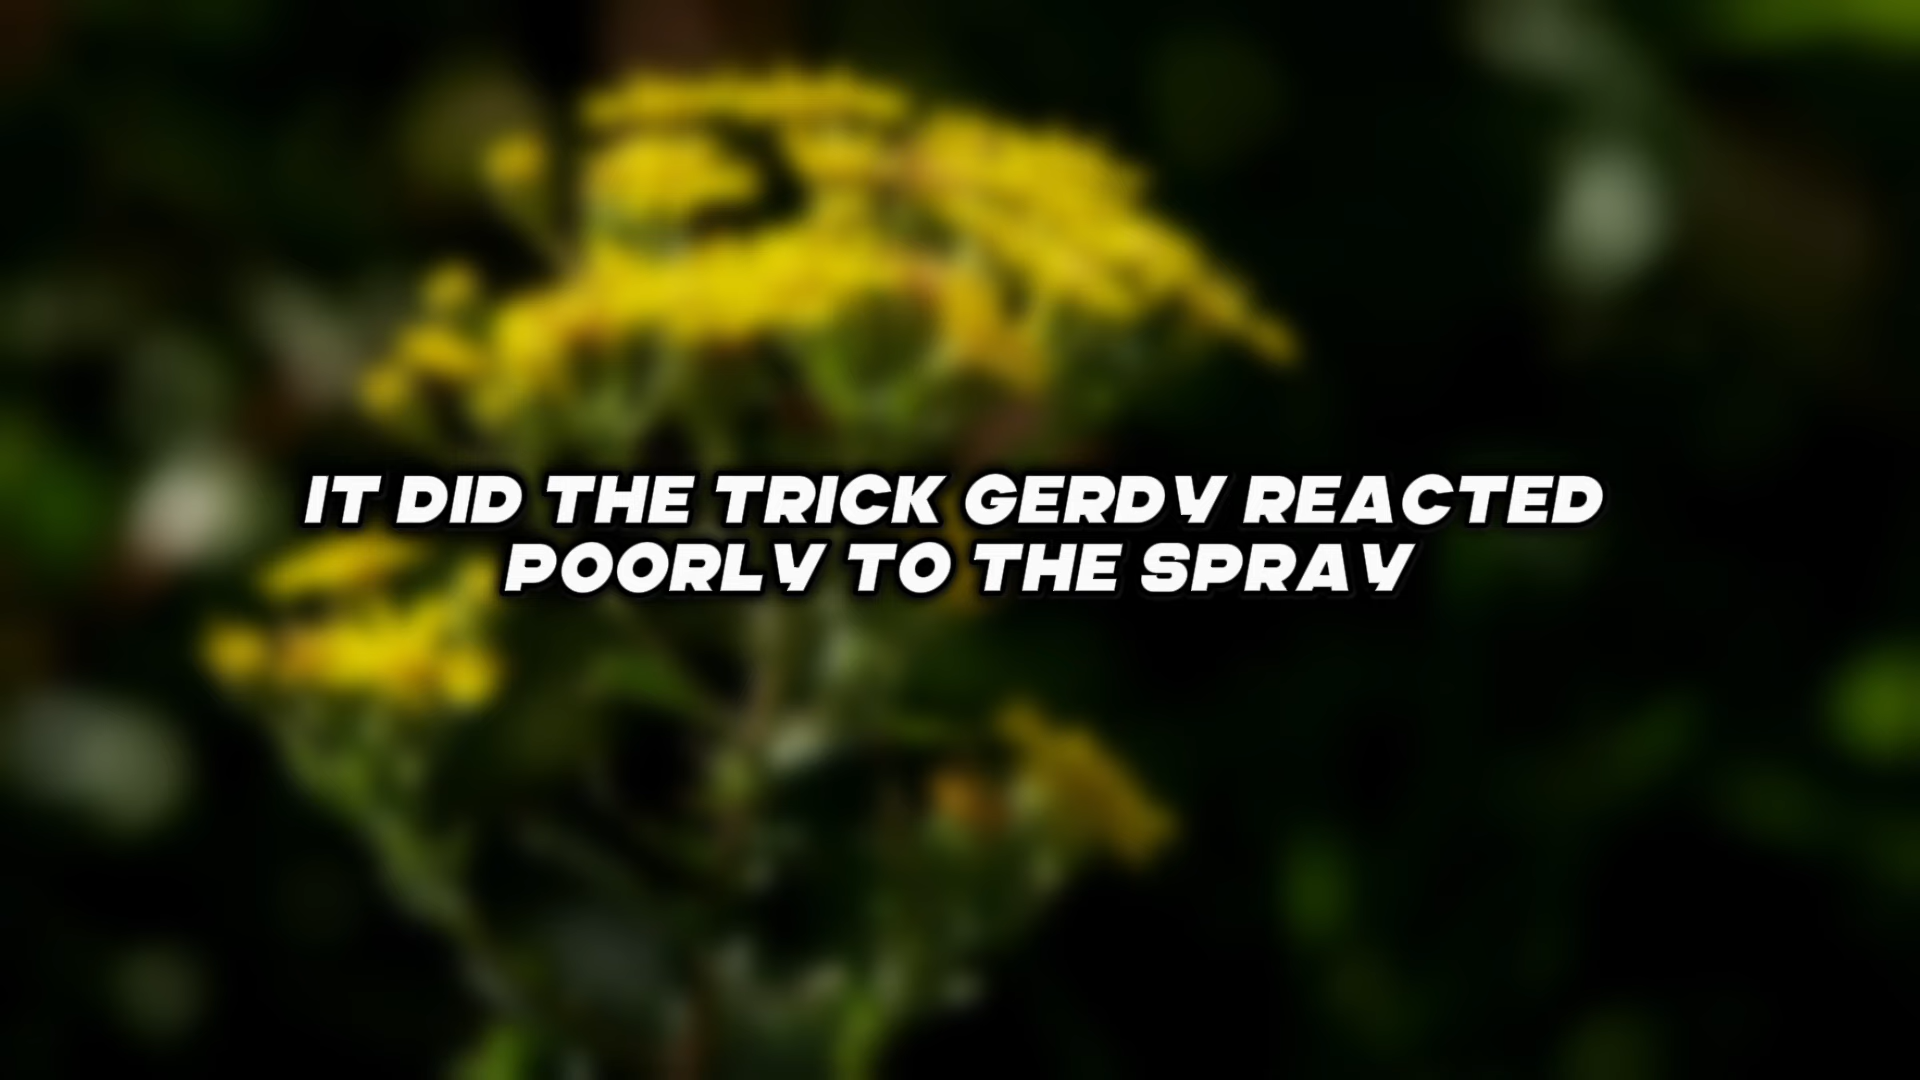 IT DID THE TRICK GERDY REACTED
POORLY TO THE SPRAY